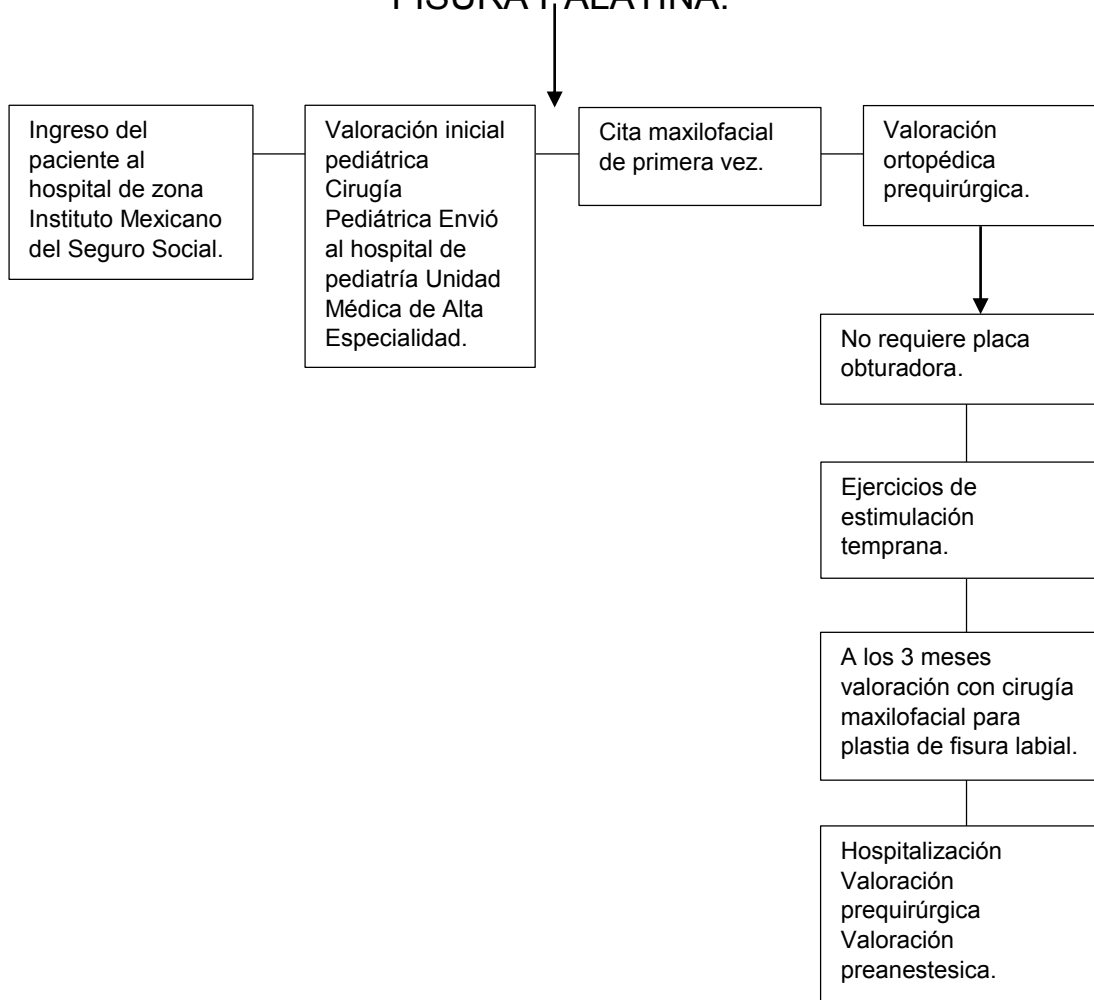 FISURA PALATINA.
Ingreso del
paciente al
hospital de zona
Instituto Mexicano
del Seguro Social.
Valoración inicial
pediátrica
Cirugía
Pediátrica Envió
al hospital de
pediatría Unidad
Médica de Alta
Especialidad.
Cita maxilofacial
de primera vez.
Valoración
ortopédica
prequirúrgica.
No requiere placa
obturadora.
Ejercicios de
estimulación
temprana.
A los 3 meses
valoración con cirugía
maxilofacial para
plastia de fisura labial.
Hospitalización
Valoración
prequirúrgica
Valoración
preanestesica.